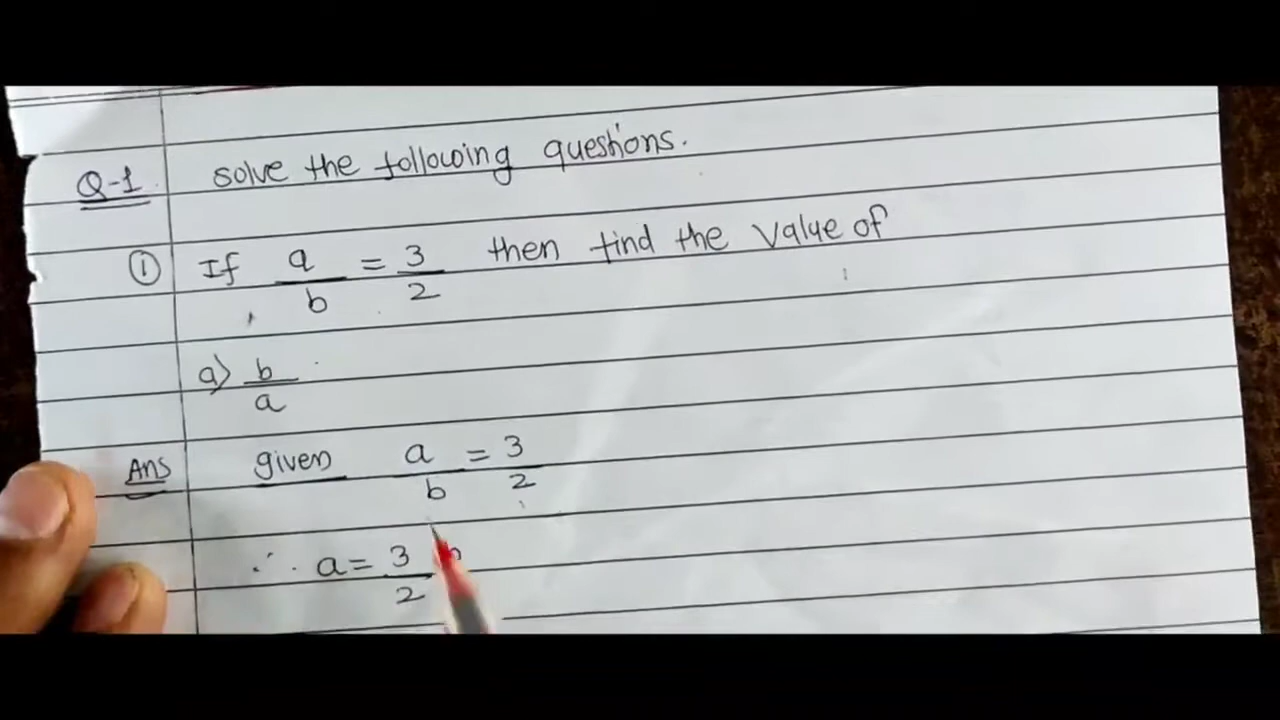 Q-1 solve the following questions.
① If a/b = 3/2 then find the value of
a) b/a
Ans given a/b = 3/2
∴ a = 3/2